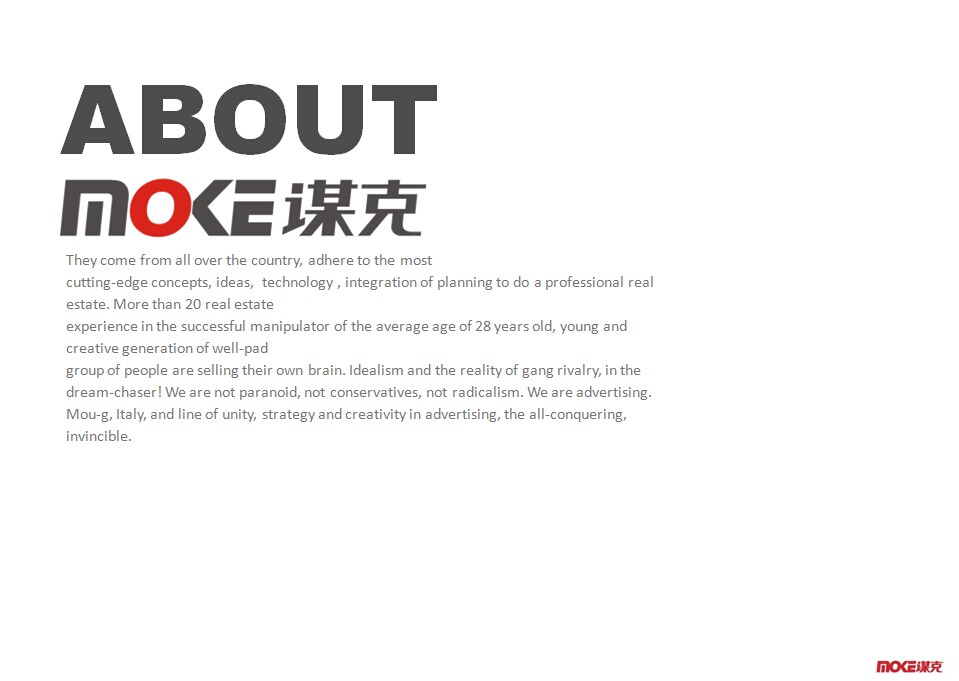 ABOUT
MOKE谋克
They come from all over the country, adhere to the most
cutting-edge concepts, ideas, technology , integration of planning to do a professional real
estate. More than 20 real estate
experience in the successful manipulator of the average age of 28 years old, young and
creative generation of well-pad
group of people are selling their own brain. Idealism and the reality of gang rivalry, in the
dream-chaser! We are not paranoid, not conservatives, not radicalism. We are advertising.
Mou-g, Italy, and line of unity, strategy and creativity in advertising, the all-conquering,
invincible.
MOKE谋克